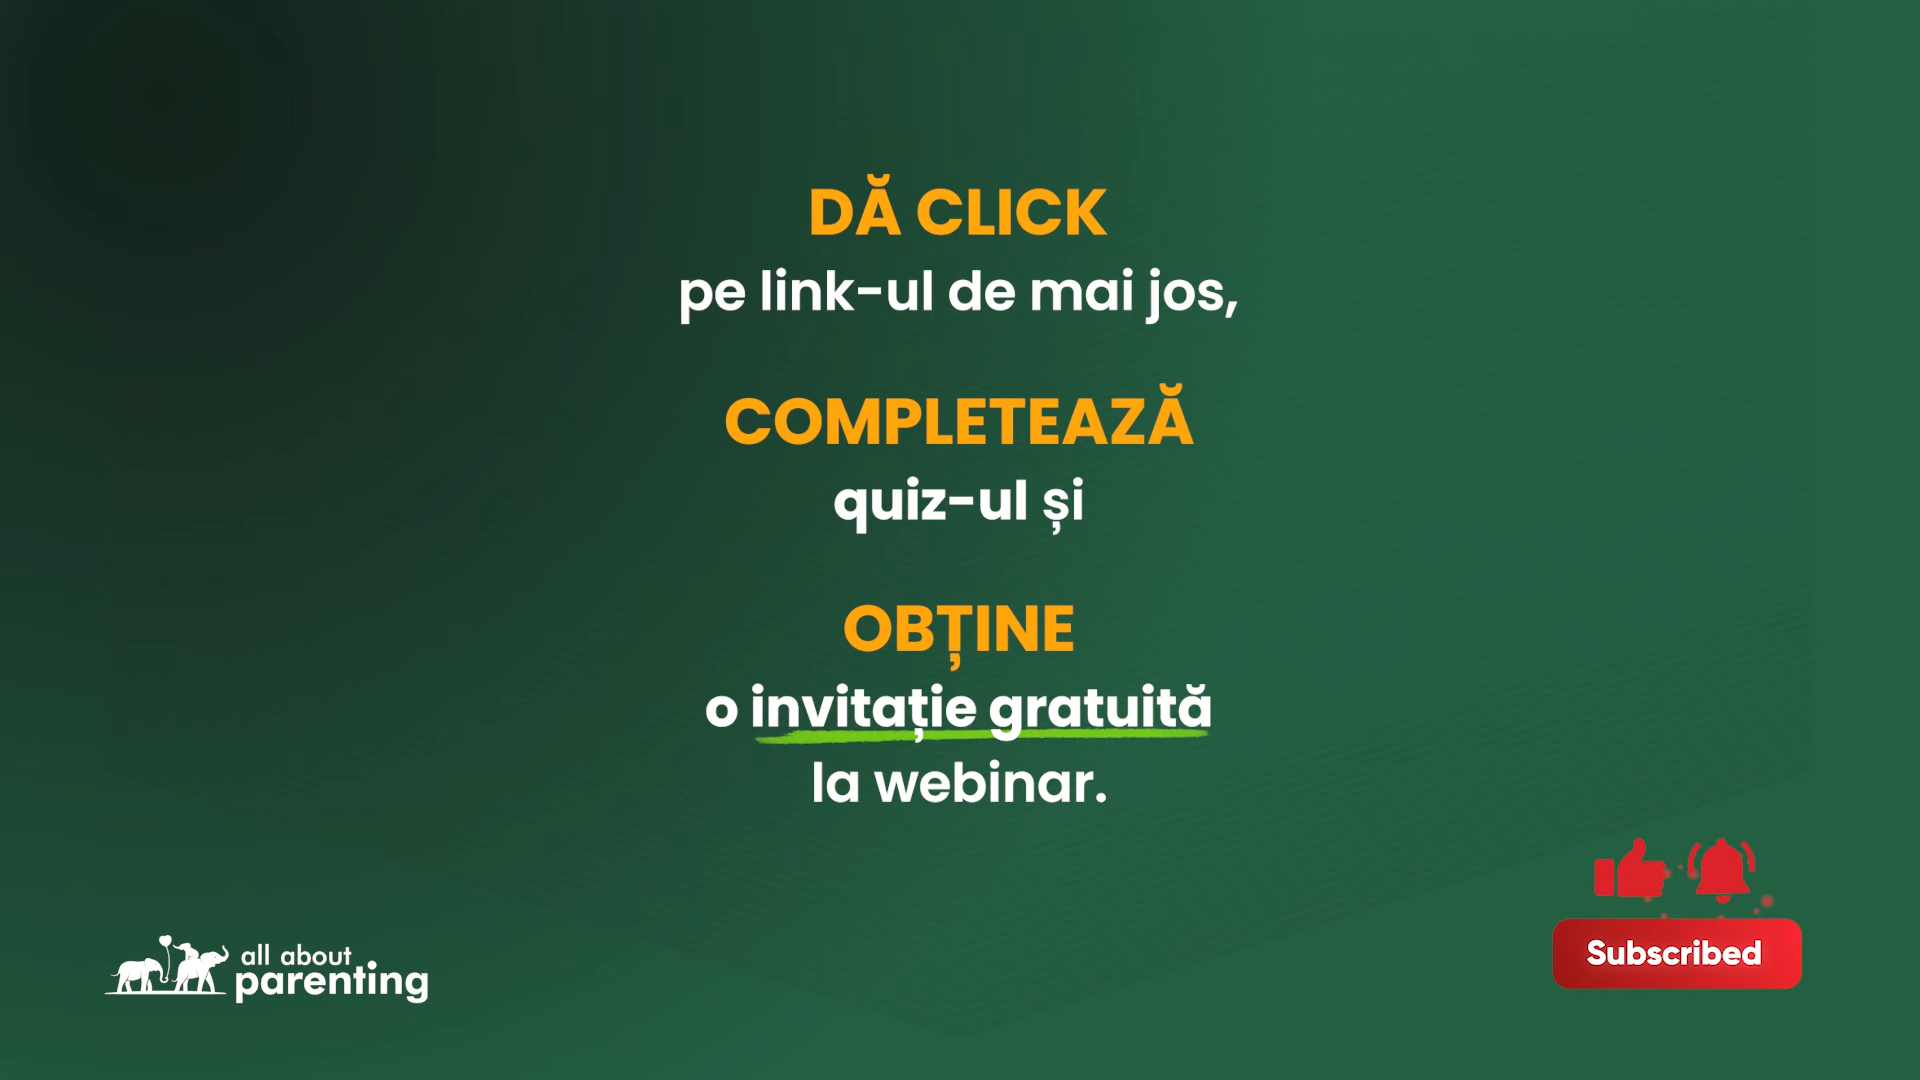 DĂ CLICK
pe link-ul de mai jos,
COMPLETEAZĂ
quiz-ul și
OBȚINE
o invitație gratuită
la webinar.
all about
parenting
Subscribed